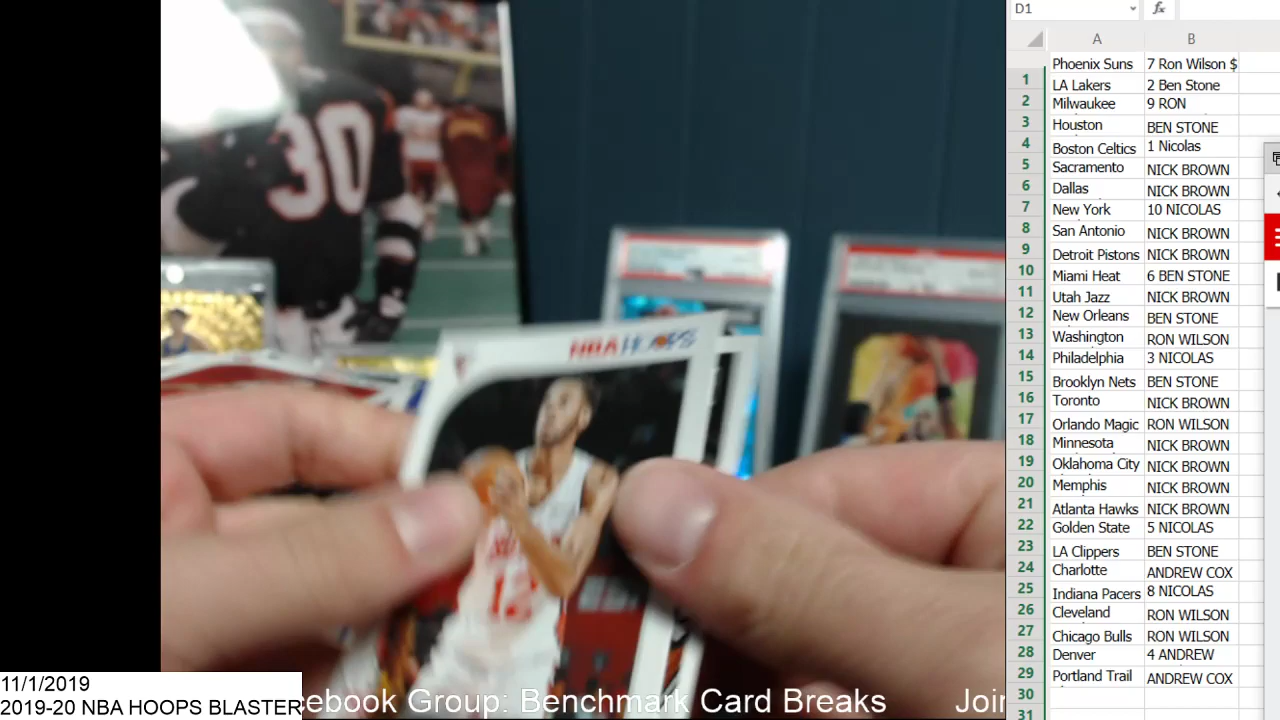 D1
fx
A B
Phoenix Suns 7 Ron Wilson $
1 LA Lakers 2 Ben Stone
2 Milwaukee 9 RON
3 Houston BEN STONE
4 Boston Celtics 1 Nicolas
5 Sacramento NICK BROWN
6 Dallas NICK BROWN
7 New York 10 NICOLAS
8 San Antonio NICK BROWN
9 Detroit Pistons NICK BROWN
10 Miami Heat 6 BEN STONE
11 Utah Jazz NICK BROWN
12 New Orleans BEN STONE
13 Washington RON WILSON
14 Philadelphia 3 NICOLAS
15 Brooklyn Nets BEN STONE
16 Toronto NICK BROWN
17 Orlando Magic RON WILSON
18 Minnesota NICK BROWN
19 Oklahoma City NICK BROWN
20 Memphis NICK BROWN
21 Atlanta Hawks NICK BROWN
22 Golden State 5 NICOLAS
23 LA Clippers BEN STONE
24 Charlotte ANDREW COX
25 Indiana Pacers 8 NICOLAS
26 Cleveland RON WILSON
27 Chicago Bulls RON WILSON
28 Denver 4 ANDREW
29 Portland Trail ANDREW COX
30
31
30
NBA HOOPS
12
11/1/2019
2019-20 NBA HOOPS BLASTER
cebook Group: Benchmark Card Breaks Joi